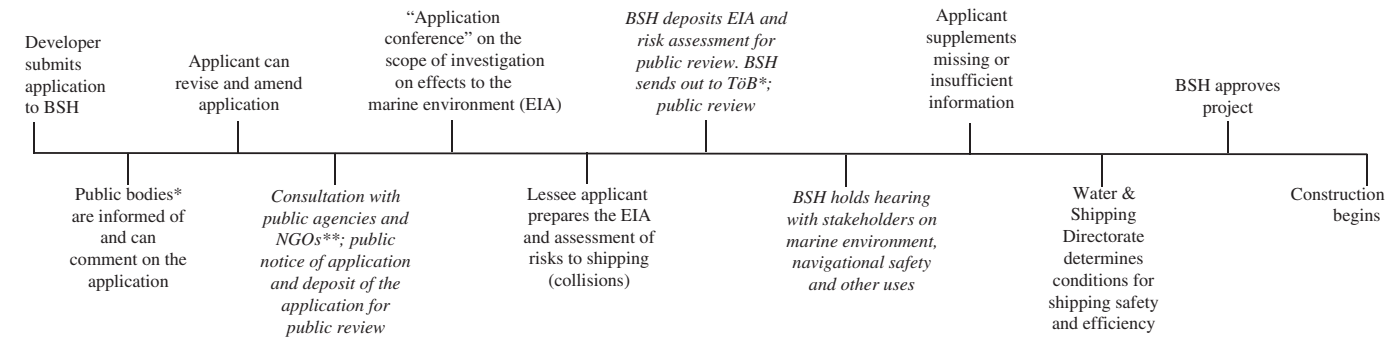 Developer
submits
application
to BSH
Public bodies*
are informed of
and can
comment on the
application
Applicant can
revise and amend
application
Consultation with
public agencies and
NGOs**; public
notice of application
and deposit of the
application for
public review
“Application
conference” on the
scope of investigation
on effects to the
marine environment (EIA)
Lessee applicant
prepares the EIA
and assessment of
risks to shipping
(collisions)
BSH deposits EIA and
risk assessment for
public review. BSH
sends out to TöB*;
public review
BSH holds hearing
with stakeholders on
marine environment,
navigational safety
and other uses
Applicant
supplements
missing or
insufficient
information
Water &
Shipping
Directorate
determines
conditions for
shipping safety
and efficiency
BSH approves
project
Construction
begins